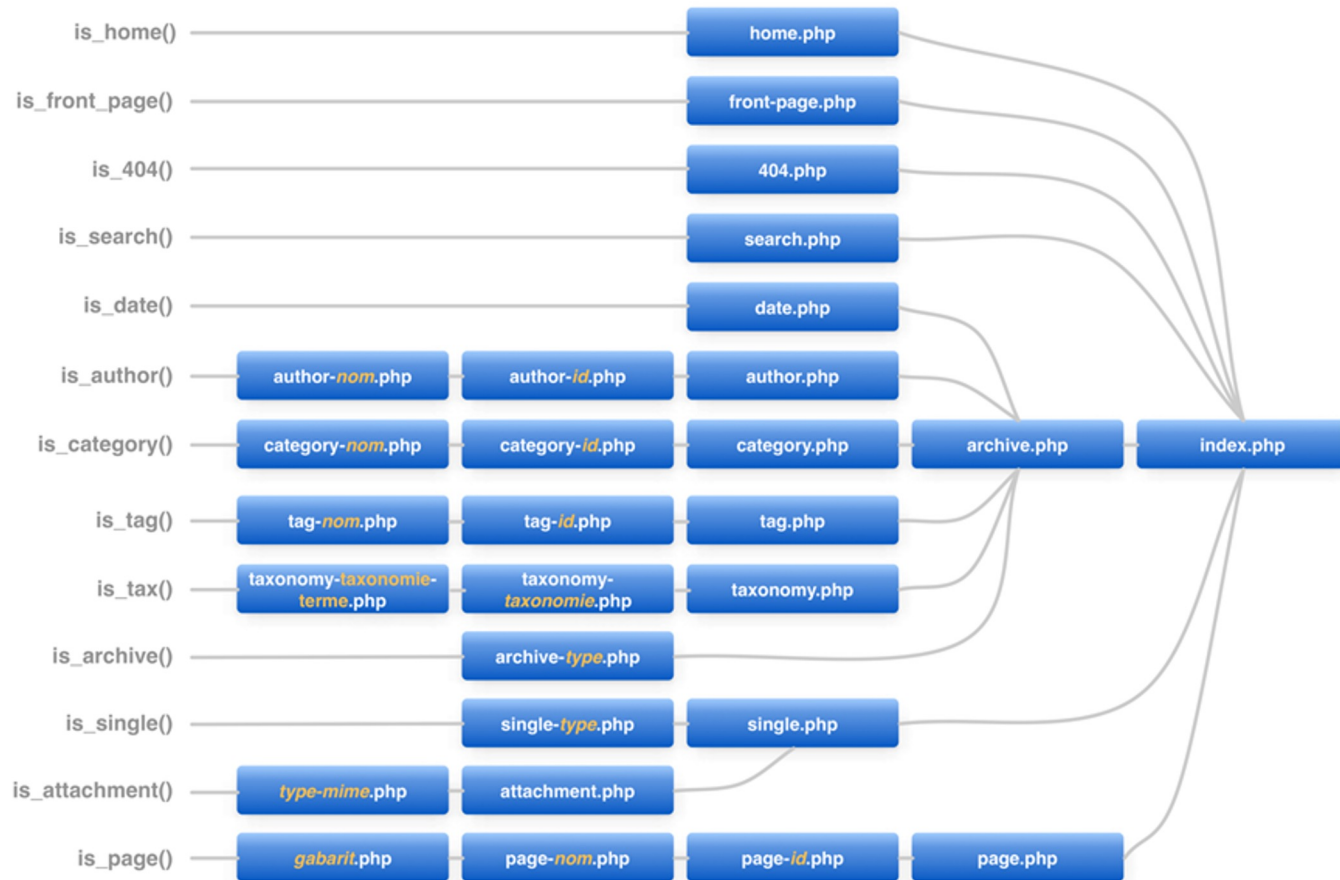 is_home()
home.php
is_front_page()
front-page.php
is_404()
404.php
is_search()
search.php
is_date()
date.php
is_author()
author-nom.php
author-id.php
author.php
is_category()
category-nom.php
category-id.php
category.php
archive.php
index.php
is_tag()
tag-nom.php
tag-id.php
tag.php
is_tax()
taxonomy-taxonomie-
terme.php
taxonomy-
taxonomie.php
taxonomy.php
is_archive()
archive-type.php
is_single()
single-type.php
single.php
is_attachment()
type-mime.php
attachment.php
is_page()
gabarit.php
page-nom.php
page-id.php
page.php